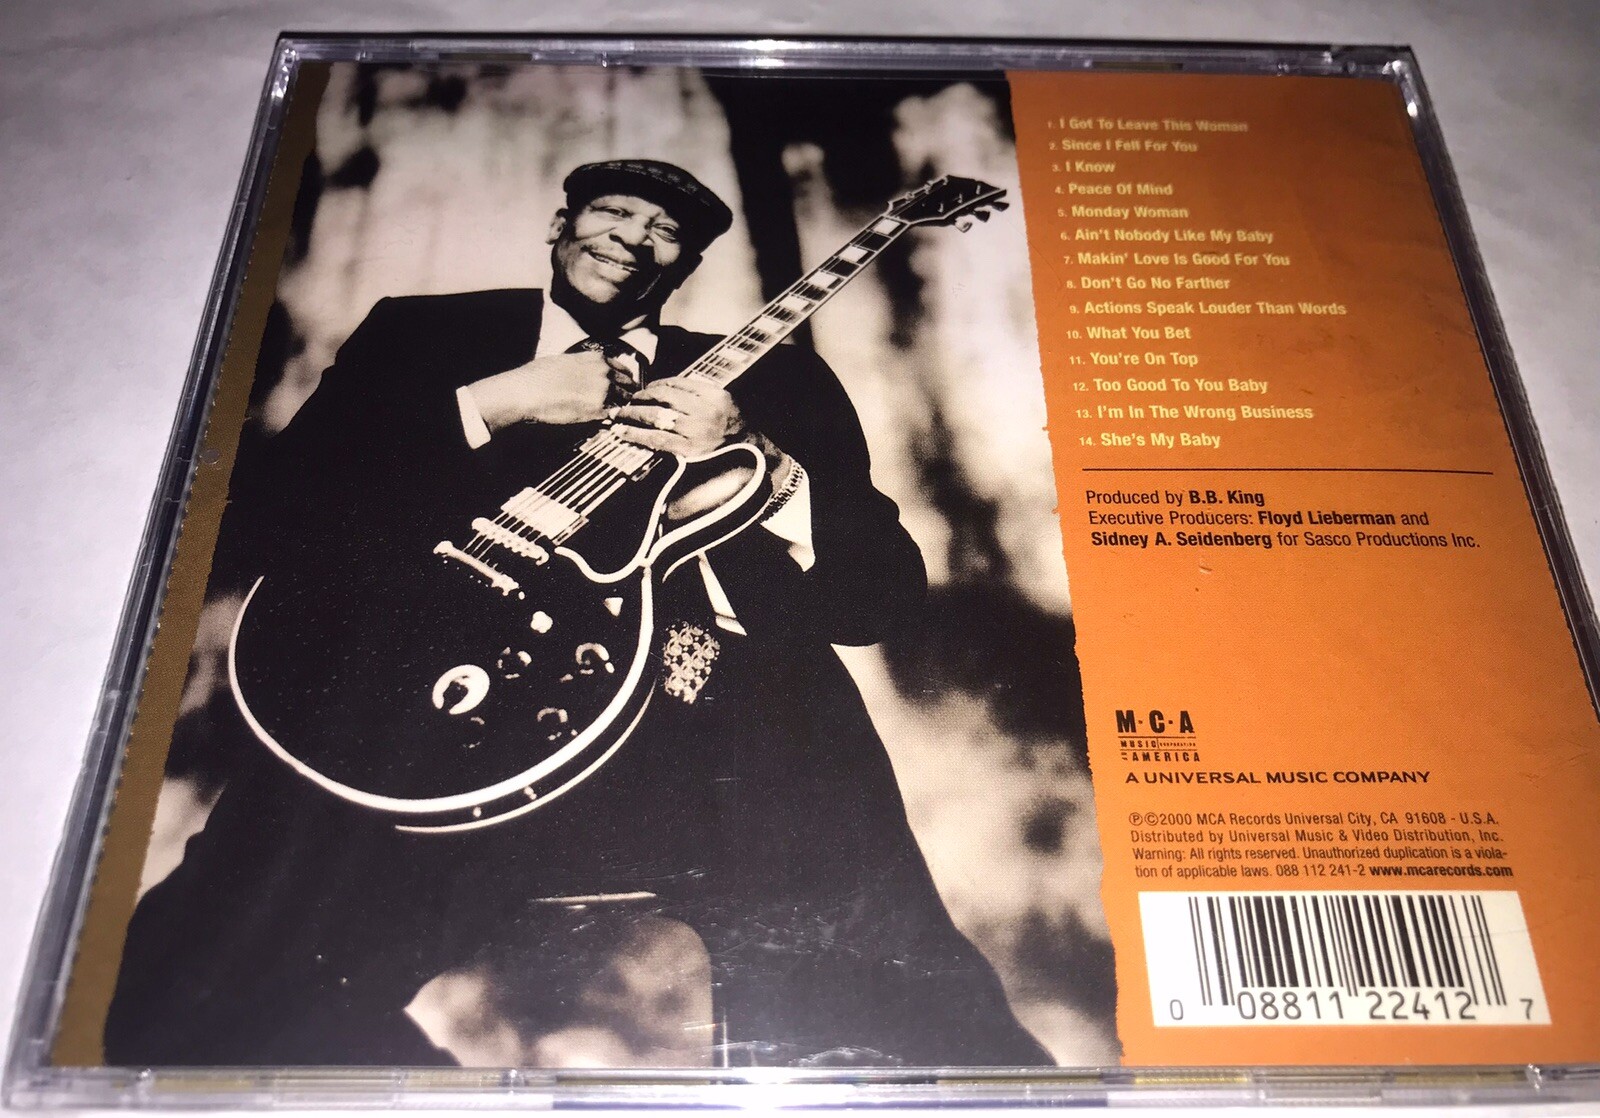 1. I Got To Leave This Woman
2. Since I Fell For You
3. I Know
4. Peace Of Mind
5. Monday Woman
6. Ain't Nobody Like My Baby
7. Makin' Love Is Good For You
8. Don't Go No Farther
9. Actions Speak Louder Than Words
10. What You Bet
11. You're On Top
12. Too Good To You Baby
13. I'm In The Wrong Business
14. She's My Baby
Produced by B.B. King
Executive Producers: Floyd Lieberman and
Sidney A. Seidenberg for Sasco Productions Inc.
M·C·A
MUSIC CORPORATION
OF AMERICA
A UNIVERSAL MUSIC COMPANY
℗©2000 MCA Records Universal City, CA 91608 - U.S.A.
Distributed by Universal Music & Video Distribution, Inc.
Warning: All rights reserved. Unauthorized duplication is a viola-
tion of applicable laws. 088 112 241-2 www.mcarecords.com
0 08811 22412 7